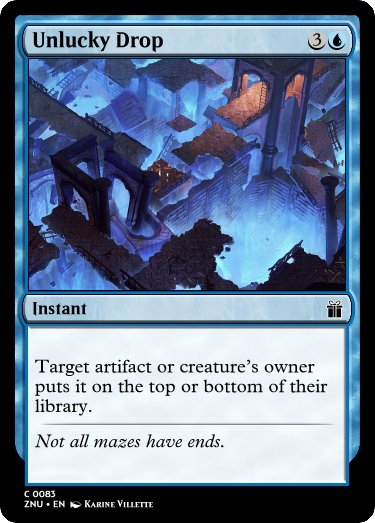 Unlucky Drop 3
Instant
Target artifact or creature's owner
puts it on the top or bottom of their
library.
Not all mazes have ends.
C 0083
ZNU • EN Karine Villette